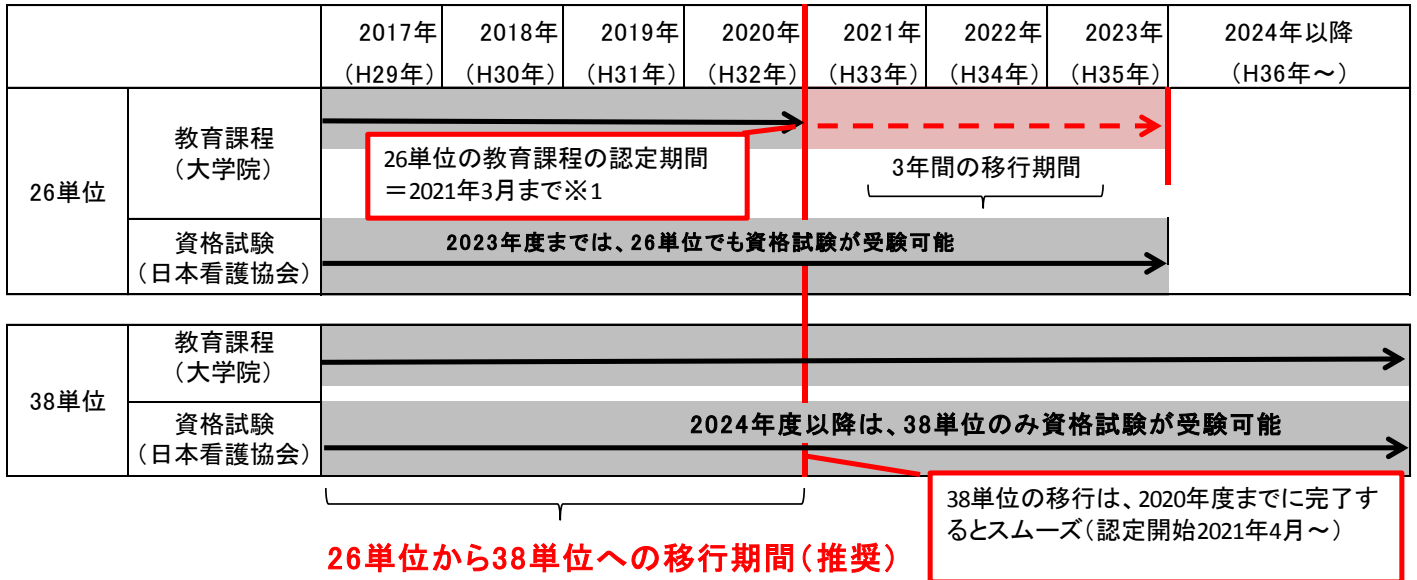 2017年 2018年 2019年 2020年 2021年 2022年 2023年 2024年以降
(H29年) (H30年) (H31年) (H32年) (H33年) (H34年) (H35年) (H36年~)
26単位
教育課程
(大学院)
26単位の教育課程の認定期間
=2021年3月まで※1
3年間の移行期間
資格試験
(日本看護協会)
2023年度までは、26単位でも資格試験が受験可能
38単位
教育課程
(大学院)
資格試験
(日本看護協会)
2024年度以降は、38単位のみ資格試験が受験可能
38単位の移行は、2020年度までに完了す
るとスムーズ(認定開始2021年4月~)
26単位から38単位への移行期間(推奨)